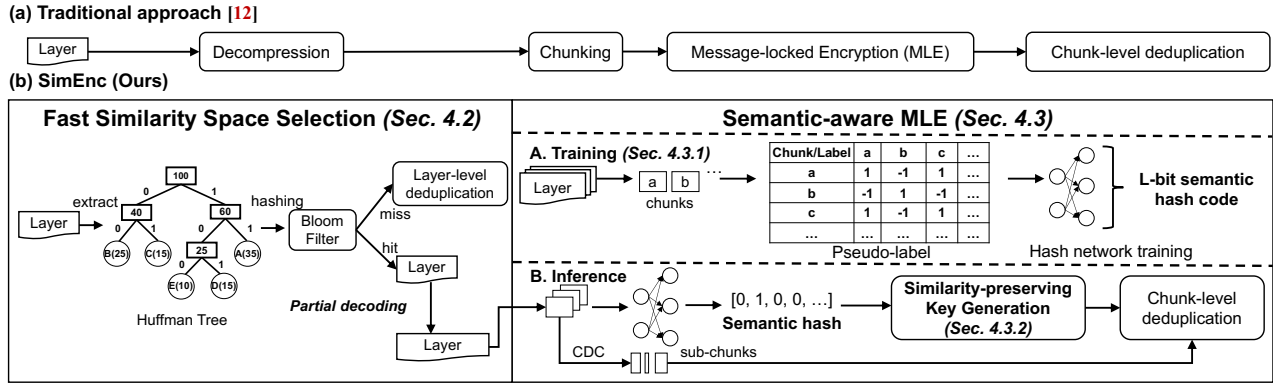 (a) Traditional approach [12]
Layer
Decompression
Chunking
Message-locked Encryption (MLE)
Chunk-level deduplication
(b) SimEnc (Ours)
Fast Similarity Space Selection (Sec. 4.2)
Layer
extract
100
0
1
40
60
0
1
0
1
B(25)
C(15)
25
A(35)
0
1
E(10)
D(15)
Huffman Tree
hashing
Bloom
Filter
miss
Layer-level
deduplication
hit
Layer
Partial decoding
Layer
Semantic-aware MLE (Sec. 4.3)
A. Training (Sec. 4.3.1)
Layer
a
b
...
chunks
Chunk/Label a b c ...
a 1 -1 1 ...
b -1 1 -1 ...
c 1 -1 1 ...
... ... ... ... ...
Pseudo-label
Hash network training
L-bit semantic
hash code
B. Inference
[0, 1, 0, 0, ...]
Semantic hash
Similarity-preserving
Key Generation
(Sec. 4.3.2)
Chunk-level
deduplication
CDC
sub-chunks